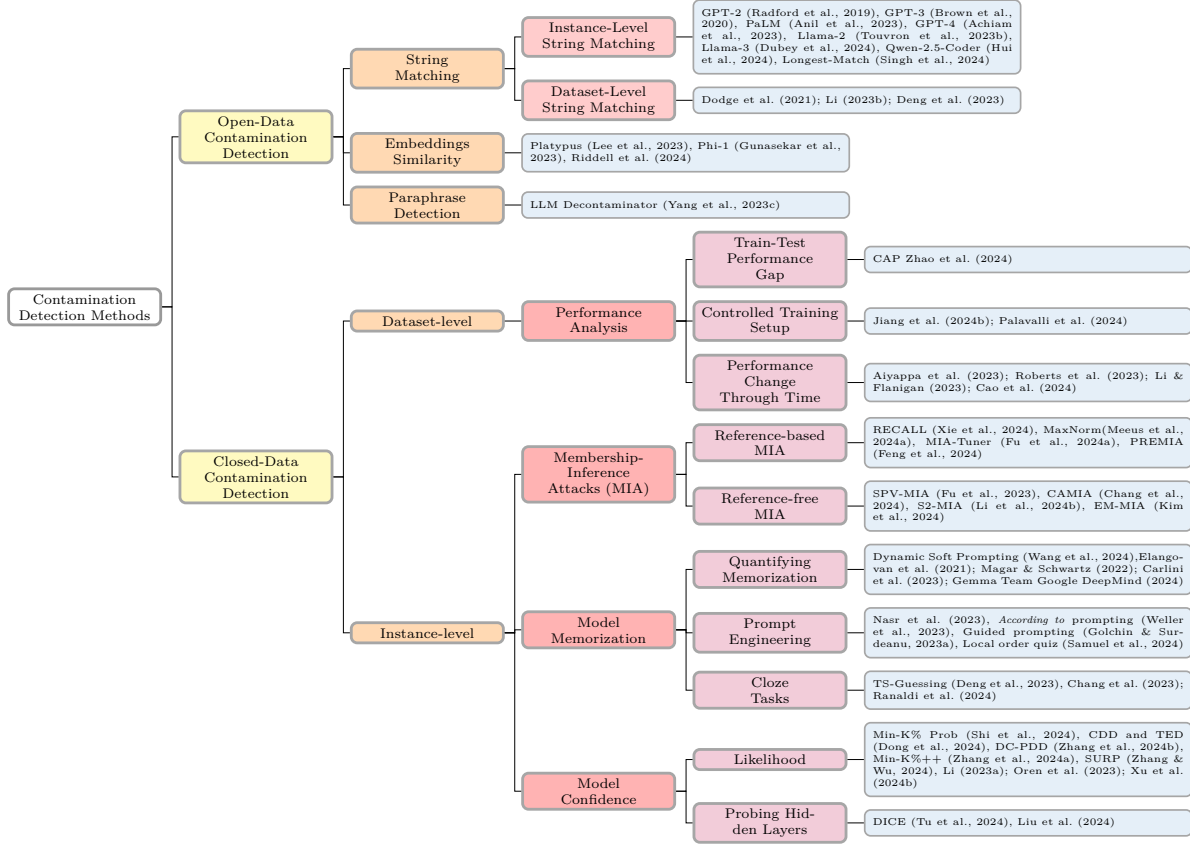 Contamination
Detection Methods
Open-Data
Contamination
Detection
String
Matching
Instance-Level
String Matching
GPT-2 (Radford et al., 2019), GPT-3 (Brown et al.,
2020), PaLM (Anil et al., 2023), GPT-4 (Achiam
et al., 2023), Llama-2 (Touvron et al., 2023b),
Llama-3 (Dubey et al., 2024), Qwen-2.5-Coder (Hui
et al., 2024), Longest-Match (Singh et al., 2024)
Dataset-Level
String Matching
Dodge et al. (2021); Li (2023b); Deng et al. (2023)
Embeddings
Similarity
Platypus (Lee et al., 2023), Phi-1 (Gunasekar et al.,
2023), Riddell et al. (2024)
Paraphrase
Detection
LLM Decontaminator (Yang et al., 2023c)
Closed-Data
Contamination
Detection
Dataset-level
Performance
Analysis
Train-Test
Performance
Gap
CAP Zhao et al. (2024)
Controlled Training
Setup
Jiang et al. (2024b); Palavalli et al. (2024)
Performance
Change
Through Time
Aiyappa et al. (2023); Roberts et al. (2023); Li &
Flanigan (2023); Cao et al. (2024)
Instance-level
Membership-
Inference
Attacks (MIA)
Reference-based
MIA
RECALL (Xie et al., 2024), MaxNorm(Meeus et al.,
2024a), MIA-Tuner (Fu et al., 2024a), PREMIA
(Feng et al., 2024)
Reference-free
MIA
SPV-MIA (Fu et al., 2023), CAMIA (Chang et al.,
2024), S2-MIA (Li et al., 2024b), EM-MIA (Kim
et al., 2024)
Model
Memorization
Quantifying
Memorization
Dynamic Soft Prompting (Wang et al., 2024),Elango-
van et al. (2021); Magar & Schwartz (2022); Carlini
et al. (2023); Gemma Team Google DeepMind (2024)
Prompt
Engineering
Nasr et al. (2023), According to prompting (Weller
et al., 2023), Guided prompting (Golchin & Sur-
deanu, 2023a), Local order quiz (Samuel et al., 2024)
Cloze
Tasks
TS-Guessing (Deng et al., 2023), Chang et al. (2023);
Ranaldi et al. (2024)
Model
Confidence
Likelihood
Min-K% Prob (Shi et al., 2024), CDD and TED
(Dong et al., 2024), DC-PDD (Zhang et al., 2024b),
Min-K%++ (Zhang et al., 2024a), SURP (Zhang &
Wu, 2024), Li (2023a); Oren et al. (2023); Xu et al.
(2024b)
Probing Hid-
den Layers
DICE (Tu et al., 2024), Liu et al. (2024)